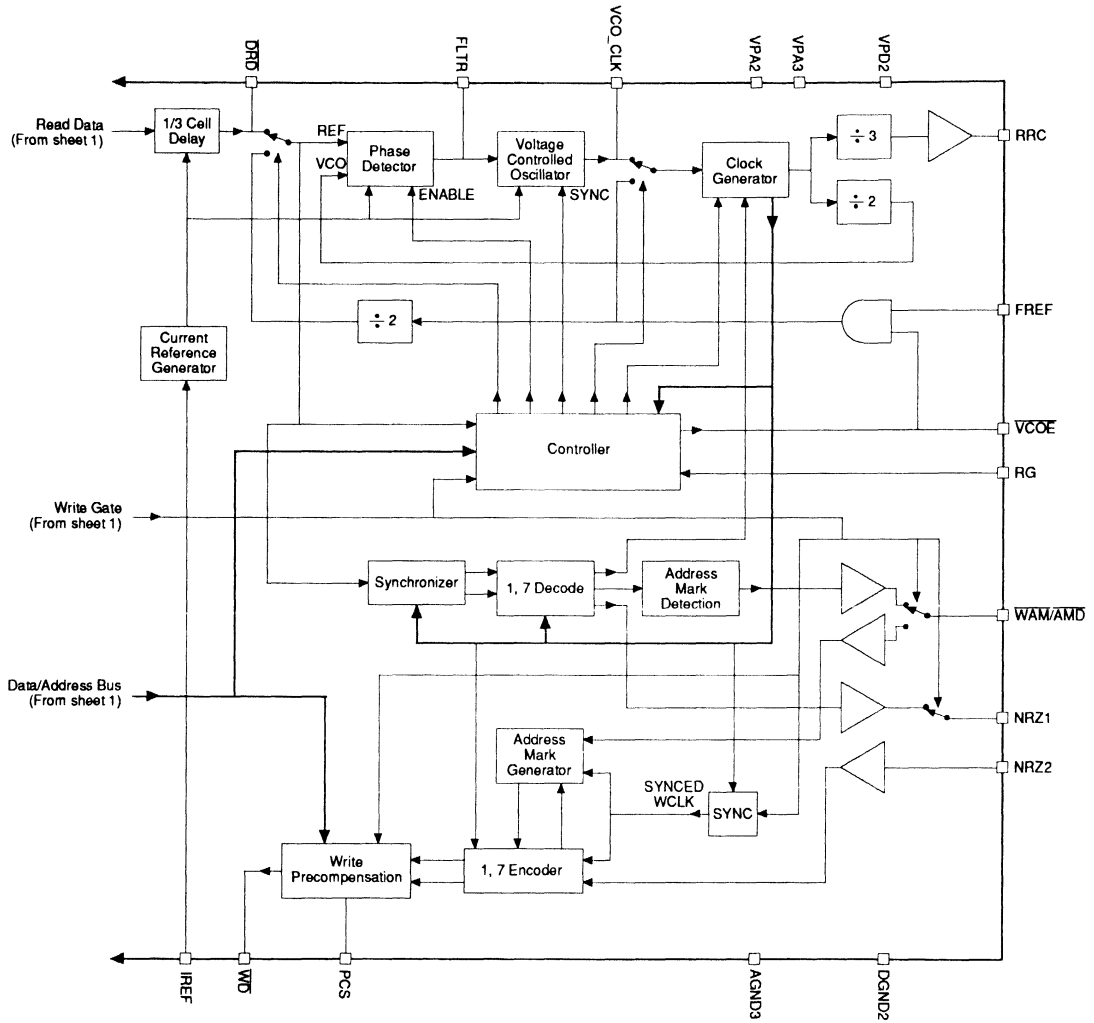 DRD
FLTR
VCO_CLK
VPA2
VPA3
VPD2
Read Data
(From sheet 1)
1/3 Cell
Delay
REF
VCO
Phase
Detector
ENABLE
Voltage
Controlled
Oscillator
SYNC
Clock
Generator
÷ 3
÷ 2
RRC
÷ 2
FREF
Current
Reference
Generator
Controller
VCOE
RG
Write Gate
(From sheet 1)
Synchronizer
1, 7 Decode
Address
Mark
Detection
WAM/AMD
Data/Address Bus
(From sheet 1)
NRZ1
Address
Mark
Generator
NRZ2
SYNCED
WCLK
SYNC
Write
Precompensation
1, 7 Encoder
IREF
WD
PCS
AGND3
DGND2